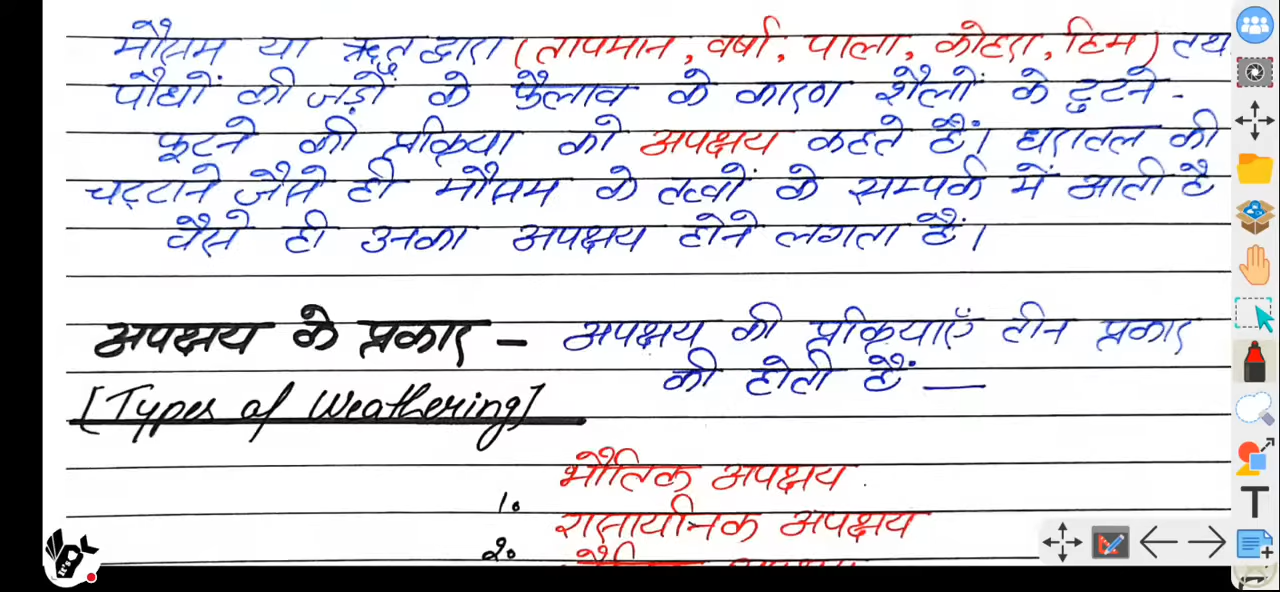 मौसम या ऋतु द्वारा (तापमान, वर्षा, पाला, कोहरा, हिम) तथ
पौधों की जड़ों के फैलाव के कारण शैलों के टुटने -
फूटने की प्रक्रिया को अपक्षय कहते हैं। धरातल की
चट्टाने जैसे ही मौसम के तत्वों के सम्पर्क में आती है
वैसे ही उनका अपक्षय होने लगता हैं।
अपक्षय के प्रकार – अपक्षय की प्रक्रियाएँ तीन प्रकार
की होती हैं —
[Types of Weathering]
भौतिक अपक्षय
1.
रासायनिक अपक्षय
2.
T